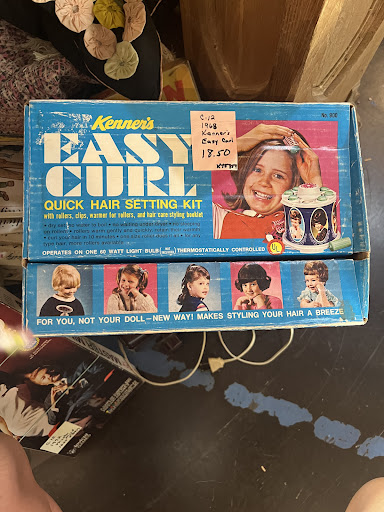 Kenner's
EASY
CURL
QUICK HAIR SETTING KIT
with rollers, clips, warmer for rollers, and hair care/styling booklet
OPERATES ON ONE 60 WATT LIGHT BULB
THERMOSTATICALLY CONTROLLED
UL
C-12
1968
Kenner's
Easy Curl
18.50
FOR YOU, NOT YOUR DOLL—NEW WAY! MAKES STYLING YOUR HAIR A BREEZE